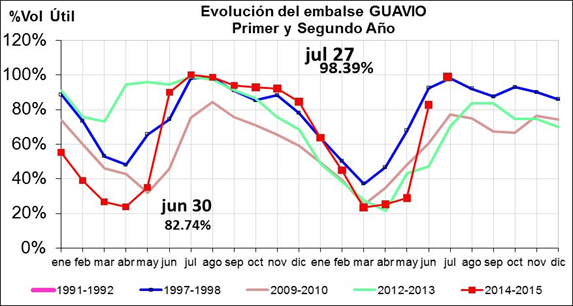 %Vol Útil
Evolución del embalse GUAVIO
Primer y Segundo Año
jul 27
98.39%
120%
100%
80%
60%
40%
20%
0%
jun 30
82.74%
ene feb mar abr may jun jul ago sep oct nov dic ene feb mar abr may jun jul ago sep oct nov dic
1991-1992 1997-1998 2009-2010 2012-2013 2014-2015